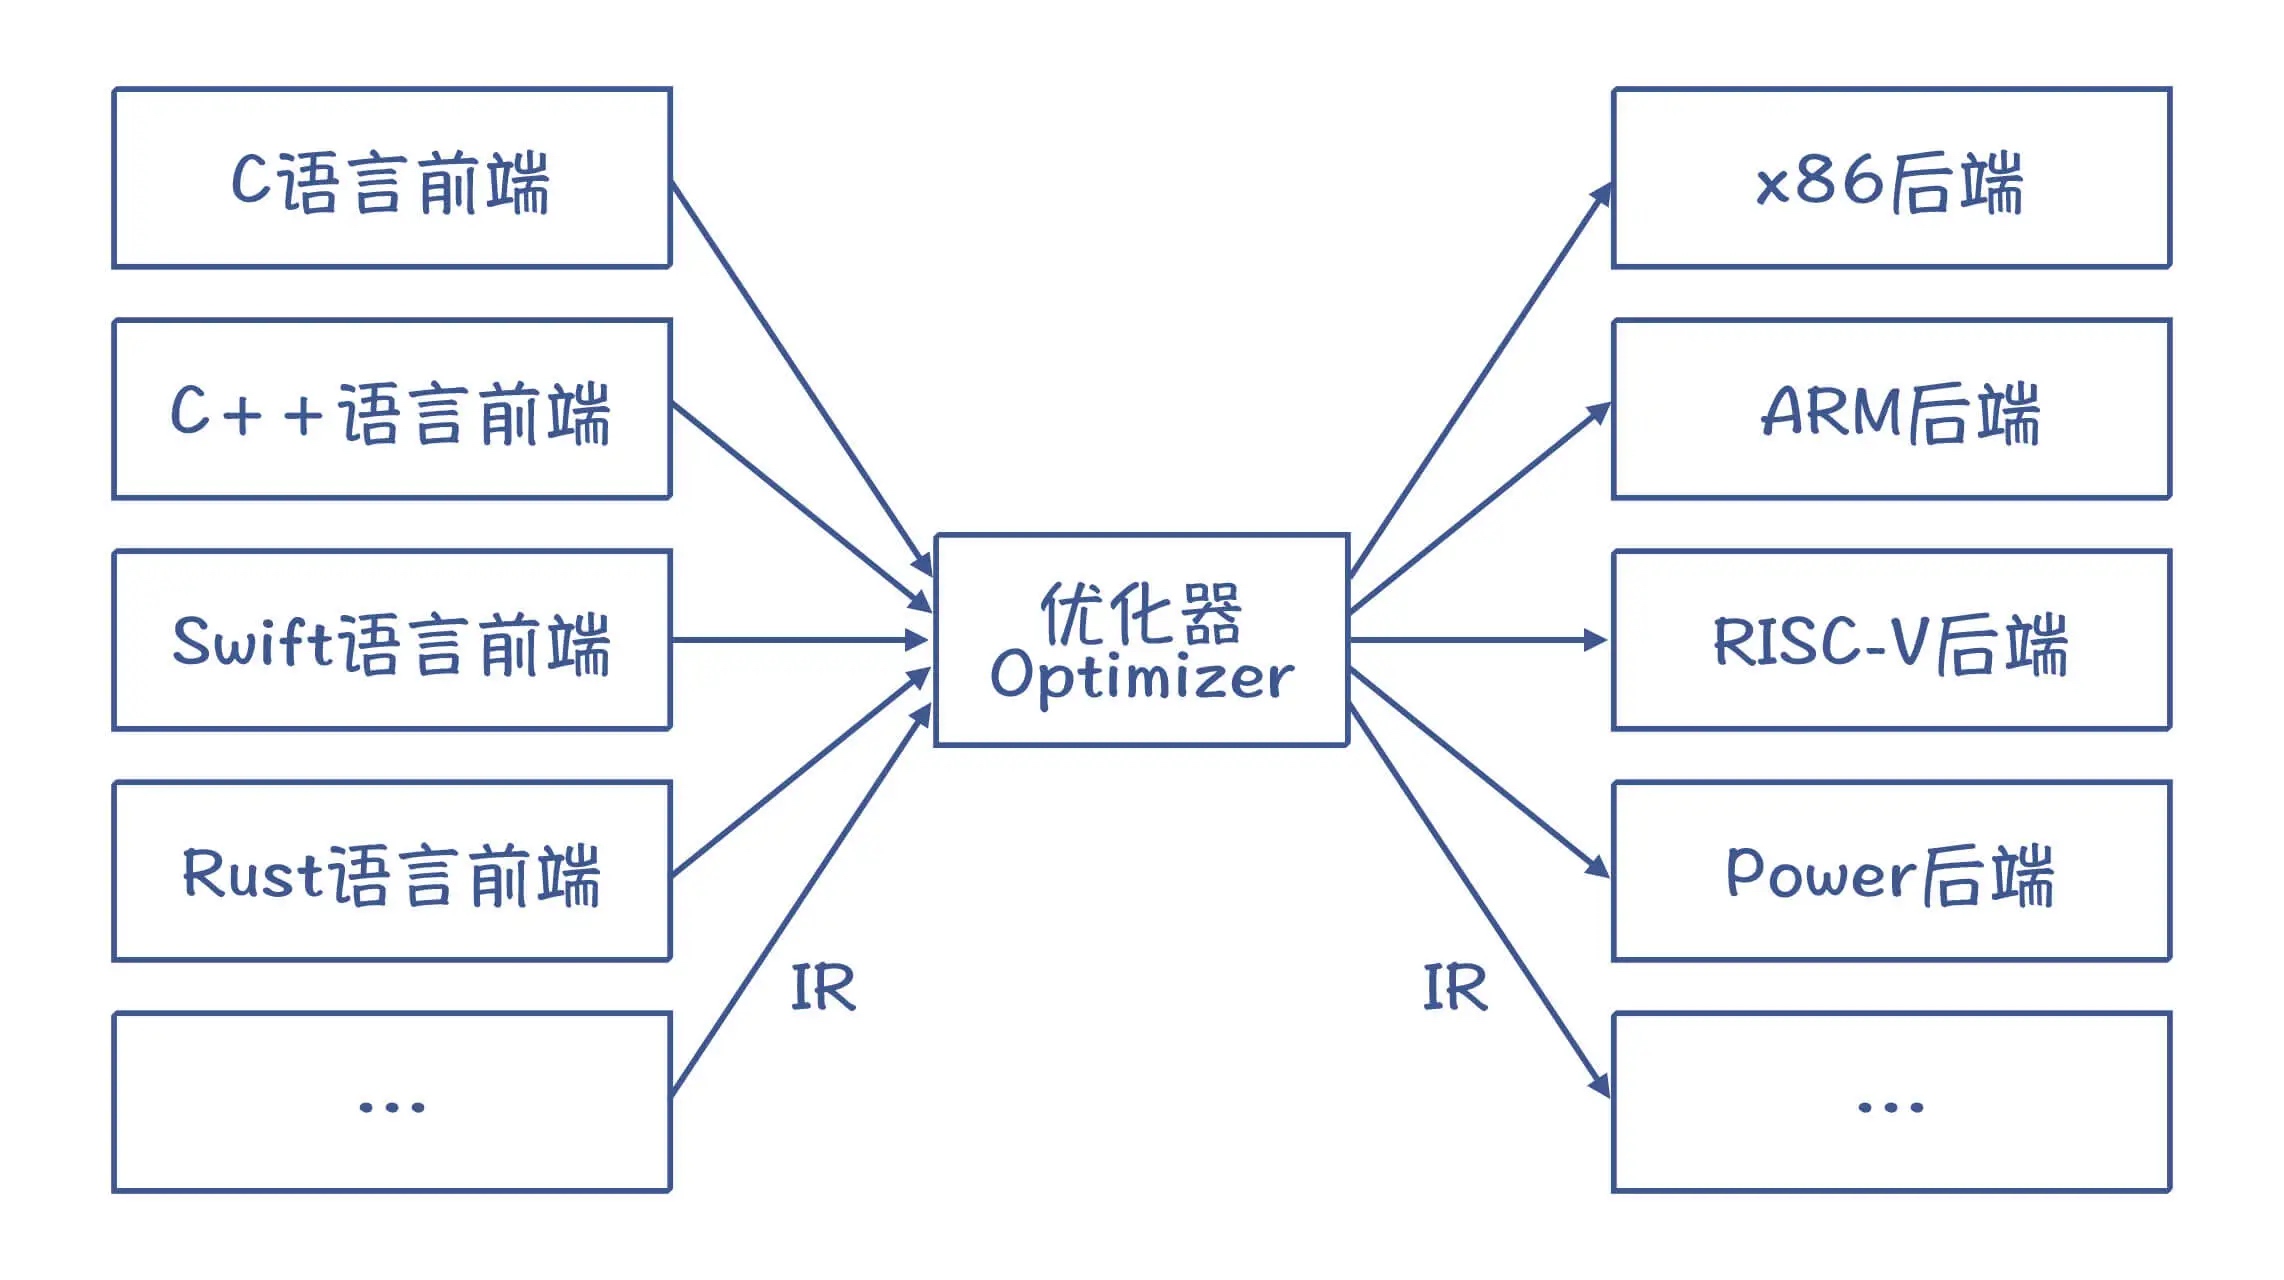 C语言前端
C++语言前端
Swift语言前端
Rust语言前端
...
IR
优化器
Optimizer
IR
x86后端
ARM后端
RISC-V后端
Power后端
...